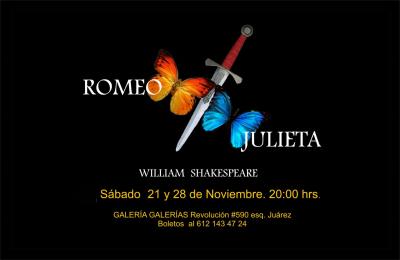 ROMEO
JULIETA
WILLIAM SHAKESPEARE
Sábado 21 y 28 de Noviembre. 20:00 hrs.
GALERÍA GALERÍAS Revolución #590 esq. Juárez
Boletos al 612 143 47 24